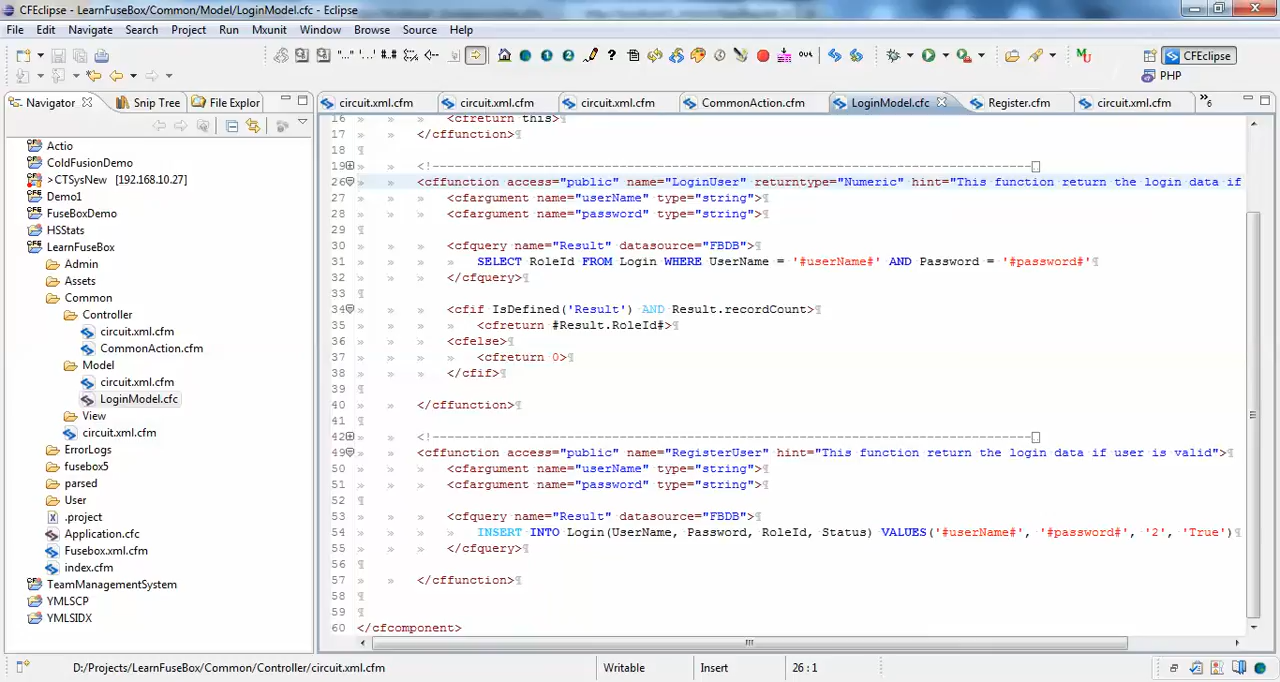 CFEclipse - LearnFuseBox/Common/Model/LoginModel.cfc - Eclipse
File Edit Navigate Search Project Run Mxunit Window Browse Source Help
CFEclipse
PHP
Navigator Snip Tree File Explor
circuit.xml.cfm circuit.xml.cfm circuit.xml.cfm CommonAction.cfm LoginModel.cfc Register.cfm circuit.xml.cfm »6
Actio
ColdFusionDemo
>CTSysNew [192.168.10.27]
Demo1
FuseBoxDemo
HSStats
LearnFuseBox
Admin
Assets
Common
Controller
circuit.xml.cfm
CommonAction.cfm
Model
circuit.xml.cfm
LoginModel.cfc
View
circuit.xml.cfm
ErrorLogs
fusebox5
parsed
User
.project
Application.cfc
Fusebox.xml.cfm
index.cfm
TeamManagementSystem
YMLSCP
YMLSIDX
16 <cfreturn this>
17 </cffunction>
18
19 <!--------------------------------------------------------------------------------
26 <cffunction access="public" name="LoginUser" returntype="Numeric" hint="This function return the login data if
27 <cfargument name="userName" type="string">
28 <cfargument name="password" type="string">
29
30 <cfquery name="Result" datasource="FBDB">
31 SELECT RoleId FROM Login WHERE UserName = '#userName#' AND Password = '#password#'
32 </cfquery>
33
34 <cfif IsDefined('Result') AND Result.recordCount>
35 <cfreturn #Result.RoleId#>
36 <cfelse>
37 <cfreturn 0>
38 </cfif>
39
40 </cffunction>
41
42 <!--------------------------------------------------------------------------------
49 <cffunction access="public" name="RegisterUser" hint="This function return the login data if user is valid">
50 <cfargument name="userName" type="string">
51 <cfargument name="password" type="string">
52
53 <cfquery name="Result" datasource="FBDB">
54 INSERT INTO Login(UserName, Password, RoleId, Status) VALUES('#userName#', '#password#', '2', 'True')
55 </cfquery>
56
57 </cffunction>
58
59
60 </cfcomponent>
D:/Projects/LearnFuseBox/Common/Controller/circuit.xml.cfm Writable Insert 26 : 1